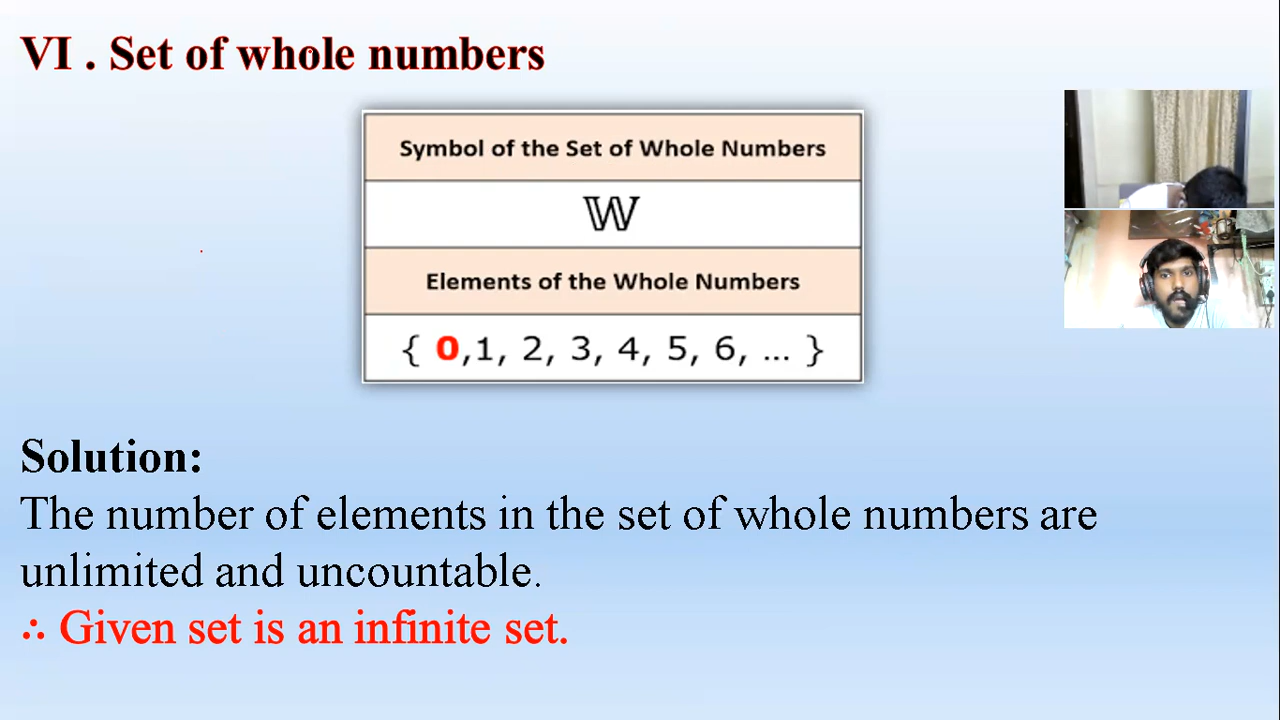 VI . Set of whole numbers
Symbol of the Set of Whole Numbers
𝕎
Elements of the Whole Numbers
{ 0,1, 2, 3, 4, 5, 6, ... }
Solution:
The number of elements in the set of whole numbers are
unlimited and uncountable.
∴ Given set is an infinite set.